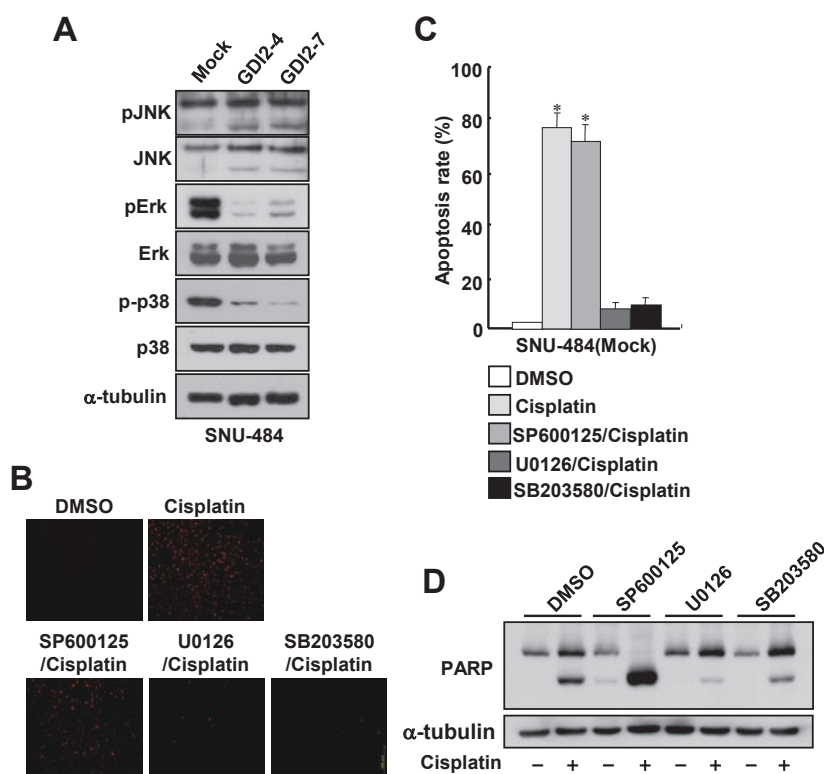 A
Mock GDI2-4 GDI2-7
pJNK
JNK
pErk
Erk
p-p38
p38
α-tubulin
SNU-484
B
DMSO Cisplatin
SP600125 U0126 SB203580
/Cisplatin /Cisplatin /Cisplatin
C
Apoptosis rate (%)
100
80
60
40
20
0
* *
SNU-484(Mock)
DMSO
Cisplatin
SP600125/Cisplatin
U0126/Cisplatin
SB203580/Cisplatin
D
DMSO SP600125 U0126 SB203580
PARP
α-tubulin
Cisplatin − + − + − + − +